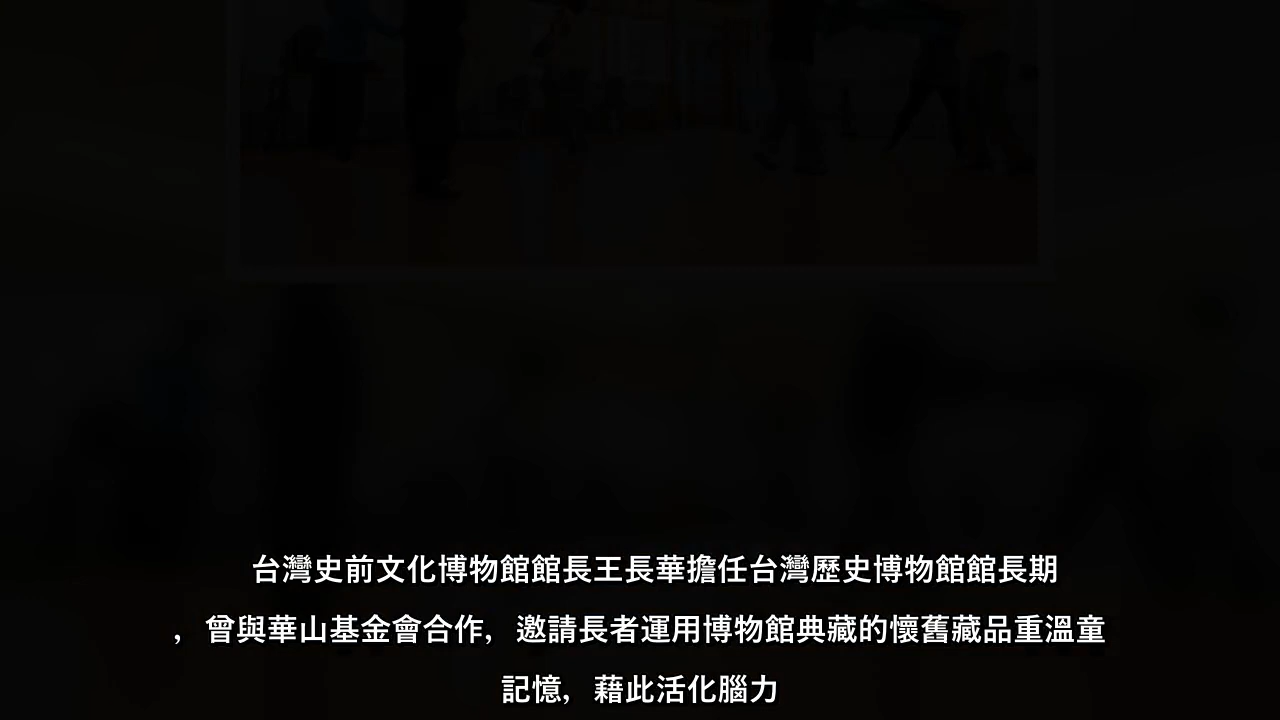 台灣史前文化博物館館長王長華擔任台灣歷史博物館館長期
，曾與華山基金會合作，邀請長者運用博物館典藏的懷舊藏品重溫童
記憶，藉此活化腦力